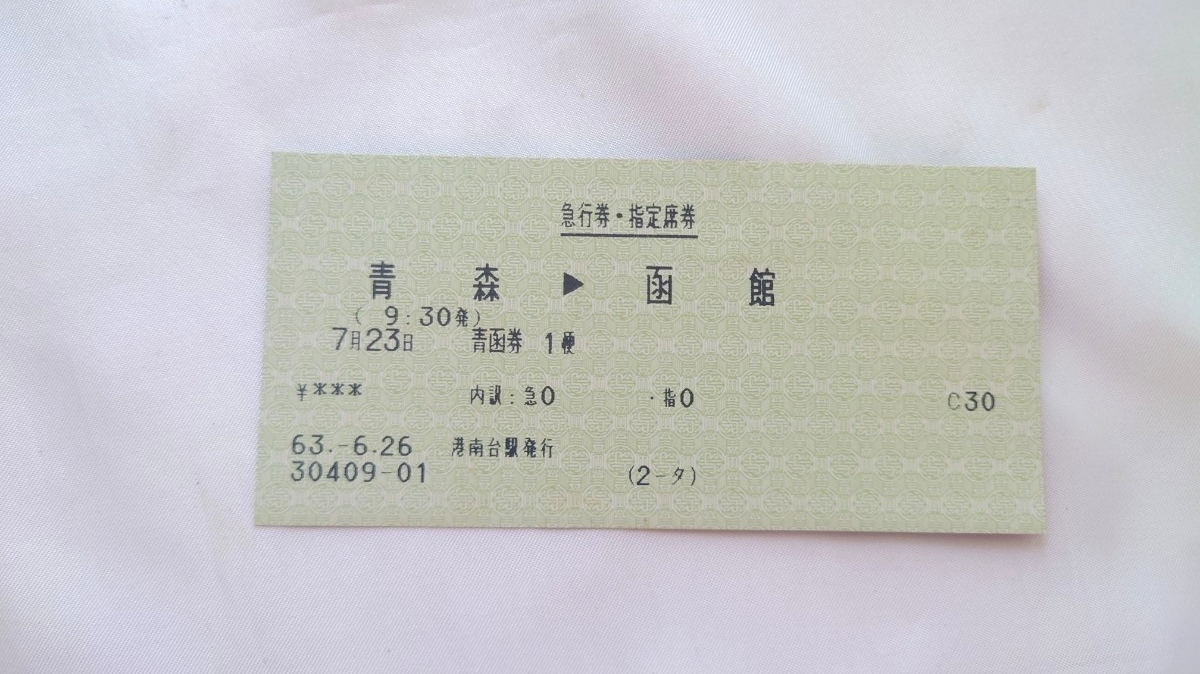 急行券・指定席券
青森▶函館
( 9:30発)
7月23日 青函券 1便
¥*** 内訳:急0 ・指0 C30
63.-6.26 港南台駅発行
30409-01 (2-タ)